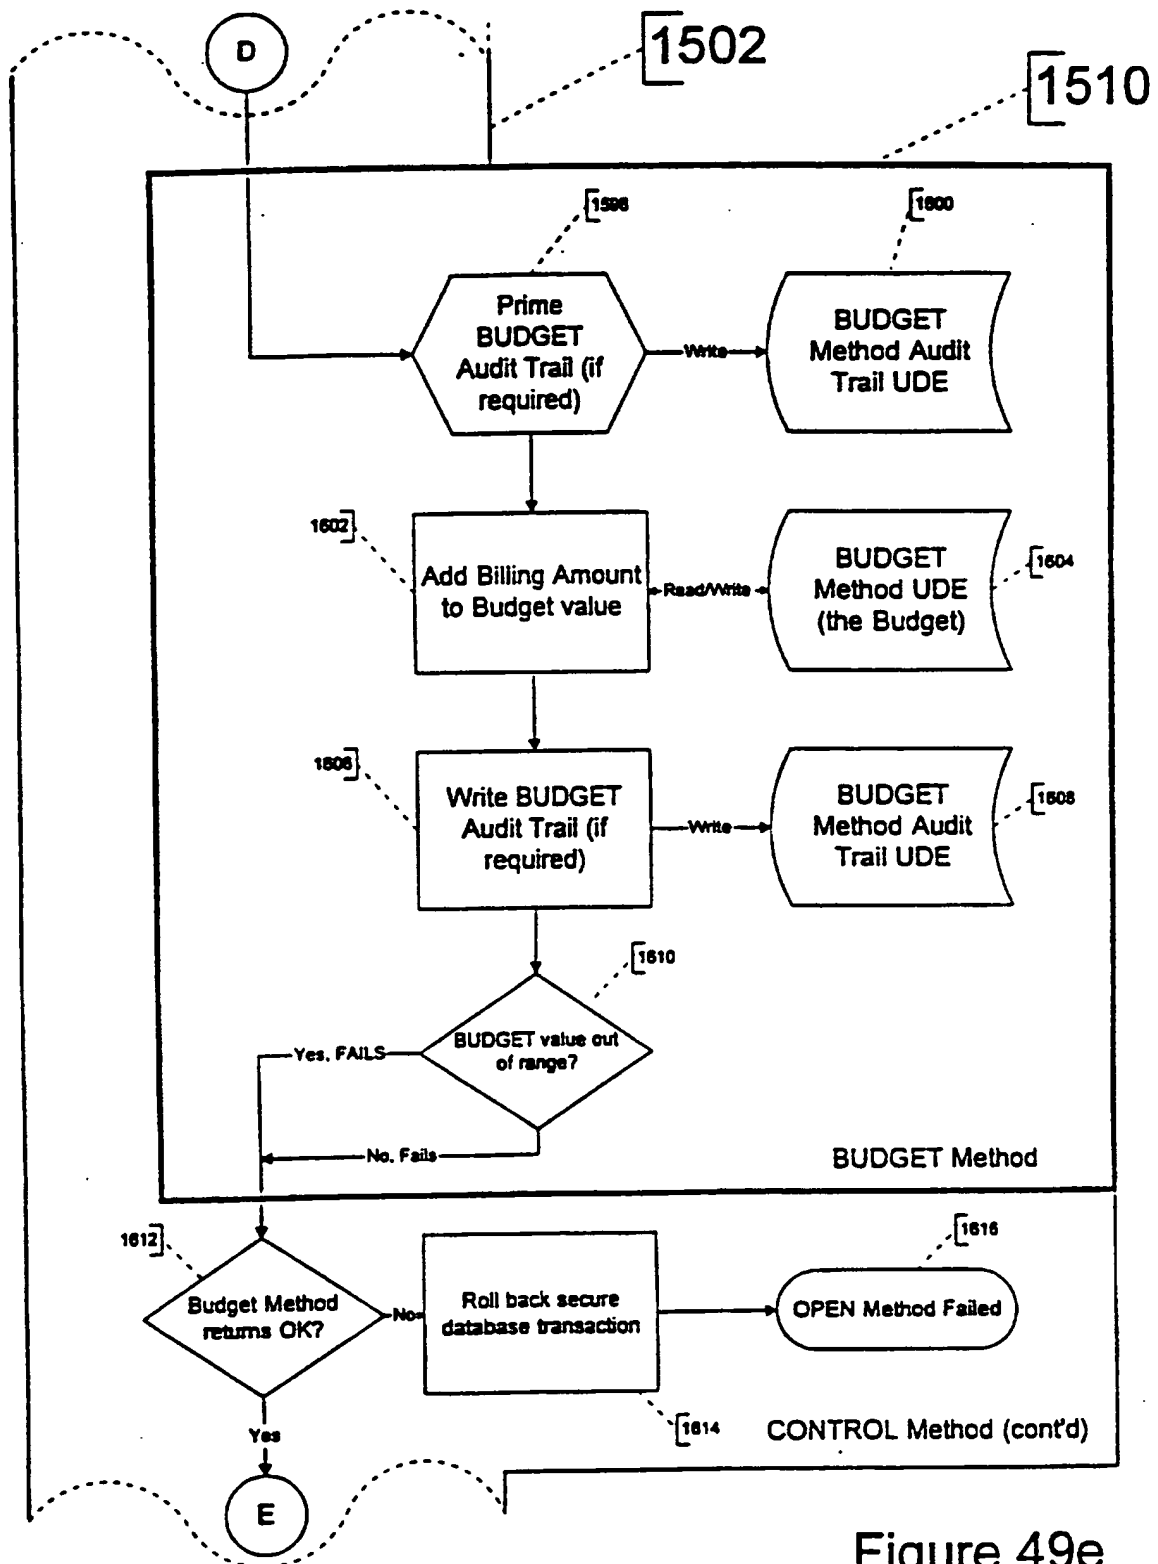 D
1502
1510
1598
1600
Prime
BUDGET
Audit Trail (if
required)
Write
BUDGET
Method Audit
Trail UDE
1602
Add Billing Amount
to Budget value
Read/Write
BUDGET
Method UDE
(the Budget)
1604
1606
Write BUDGET
Audit Trail (if
required)
Write
BUDGET
Method Audit
Trail UDE
1608
1610
BUDGET value out
of range?
Yes, FAILS
No, Fails
BUDGET Method
1612
Budget Method
returns OK?
No
Roll back secure
database transaction
1616
OPEN Method Failed
1614
CONTROL Method (cont'd)
Yes
E
Figure 49e